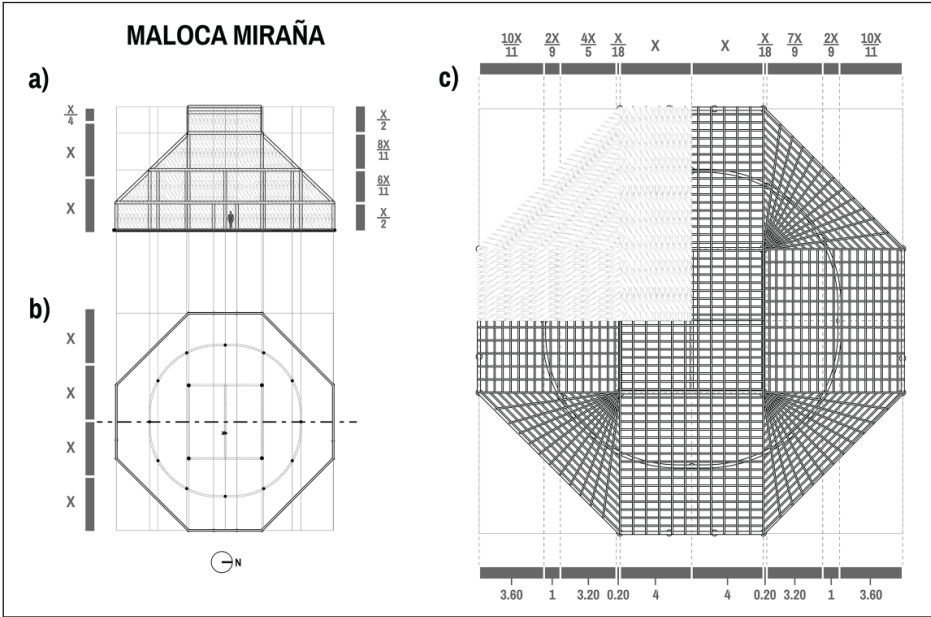 MALOCA MIRAÑA
a)
X/4
X
X
X/2
8X/11
6X/11
X/2
b)
X
X
X
X
N
c)
10X/11 2X/9 4X/5 X/18 X X X/18 7X/9 2X/9 10X/11
3.60 1 3.20 0.20 4 4 0.20 3.20 1 3.60